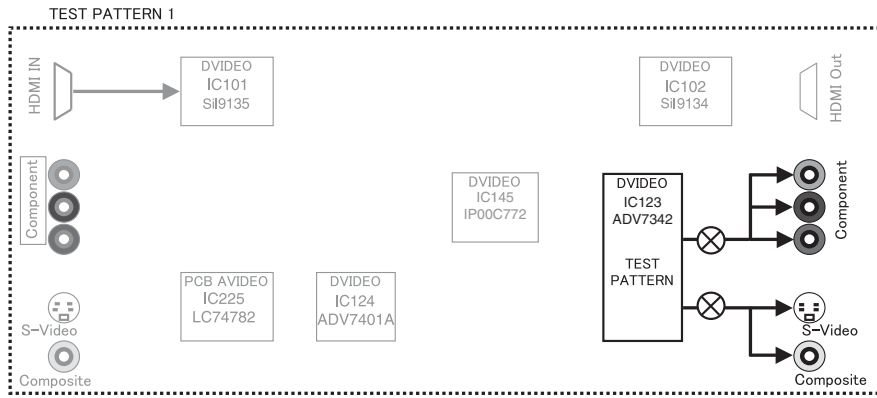 TEST PATTERN 1
HDMI IN
DVIDEO
IC101
SiI9135
DVIDEO
IC102
SiI9134
HDMI Out
Component
DVIDEO
IC145
IP00C772
DVIDEO
IC123
ADV7342
TEST
PATTERN
Component
PCB AVIDEO
IC225
LC74782
DVIDEO
IC124
ADV7401A
S-Video
Composite
S-Video
Composite